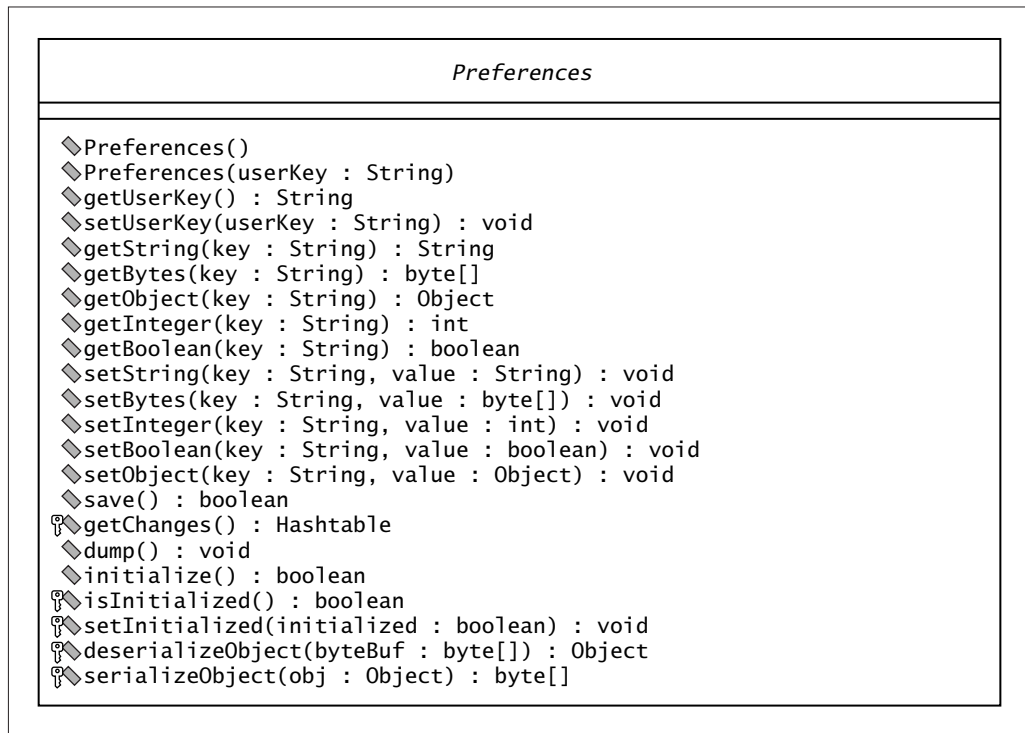 Preferences
Preferences()
Preferences(userKey : String)
getUserKey() : String
setUserKey(userKey : String) : void
getString(key : String) : String
getBytes(key : String) : byte[]
getObject(key : String) : Object
getInteger(key : String) : int
getBoolean(key : String) : boolean
setString(key : String, value : String) : void
setBytes(key : String, value : byte[]) : void
setInteger(key : String, value : int) : void
setBoolean(key : String, value : boolean) : void
setObject(key : String, value : Object) : void
save() : boolean
getChanges() : Hashtable
dump() : void
initialize() : boolean
isInitialized() : boolean
setInitialized(initialized : boolean) : void
deserializeObject(byteBuf : byte[]) : Object
serializeObject(obj : Object) : byte[]